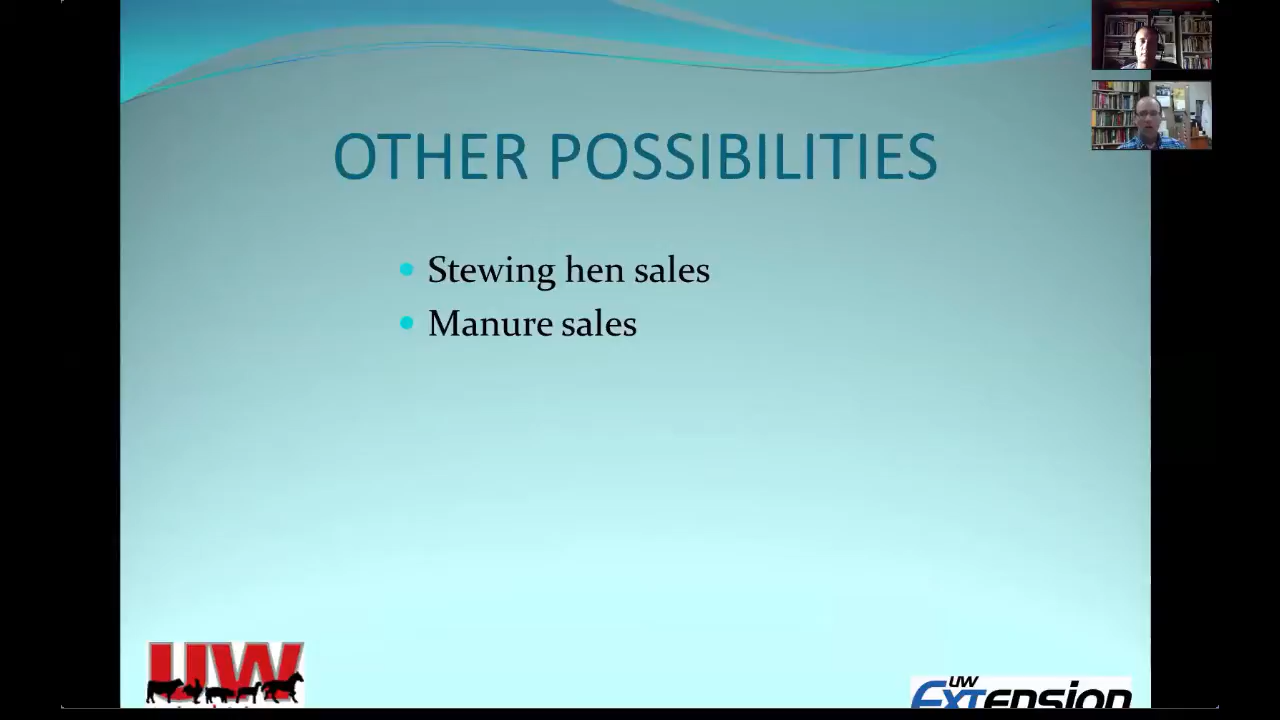 OTHER POSSIBILITIES
Stewing hen sales
Manure sales
UW
UW
Extension